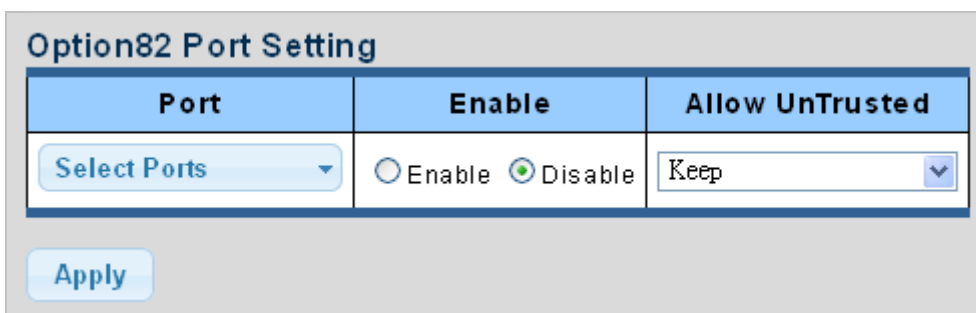 Option82 Port Setting
Port Enable Allow UnTrusted
Select Ports Enable Disable Keep
Apply